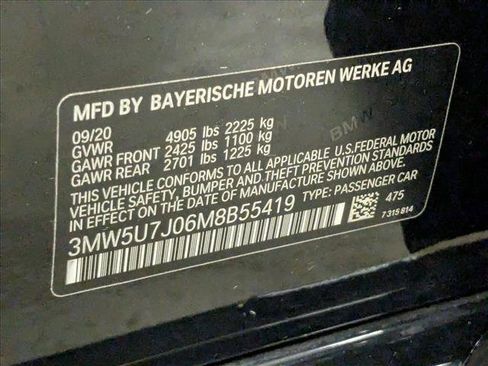 MFD BY BAYERISCHE MOTOREN WERKE AG
09/20
GVWR 4905 lbs 2225 kg
GAWR FRONT 2425 lbs 1100 kg
GAWR REAR 2701 lbs 1225 kg
THIS VEHICLE CONFORMS TO ALL APPLICABLE U.S.FEDERAL MOTOR
VEHICLE SAFETY, BUMPER AND THEFT PREVENTION STANDARDS
IN EFFECT ON THE DATE OF MANUFACTURE SHOWN ABOVE.
3MW5U7J06M8B55419 TYPE: PASSENGER CAR
475
7 315 814
BMW